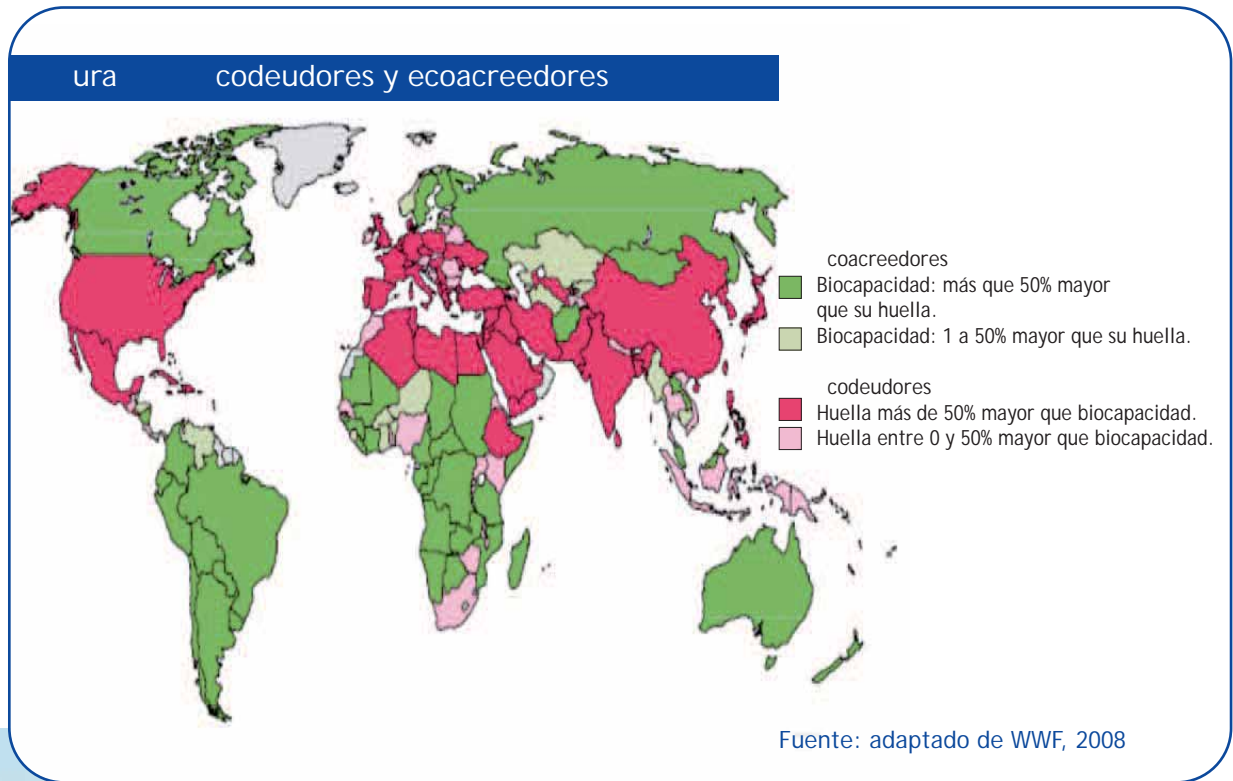 ura codeudores y ecoacreedores
coacreedores
Biocapacidad: más que 50% mayor
que su huella.
Biocapacidad: 1 a 50% mayor que su huella.
codeudores
Huella más de 50% mayor que biocapacidad.
Huella entre 0 y 50% mayor que biocapacidad.
Fuente: adaptado de WWF, 2008